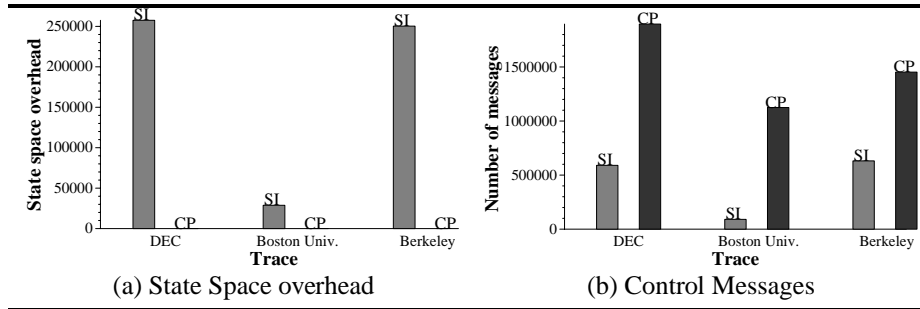 State space overhead
250000
200000
150000
100000
50000
0
SI
CP
SI
CP
SI
CP
DEC
Boston Univ.
Berkeley
Trace
(a) State Space overhead
Number of messages
1500000
1000000
500000
0
SI
CP
SI
CP
SI
CP
DEC
Boston Univ.
Berkeley
Trace
(b) Control Messages